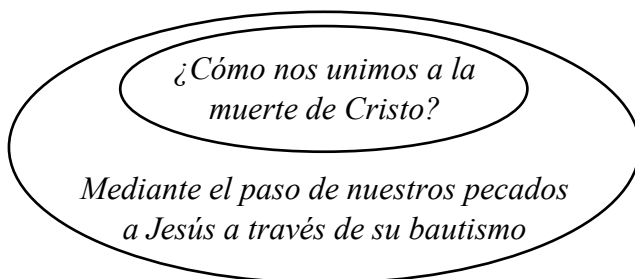 ¿Cómo nos unimos a la
muerte de Cristo?
Mediante el paso de nuestros pecados
a Jesús a través de su bautismo